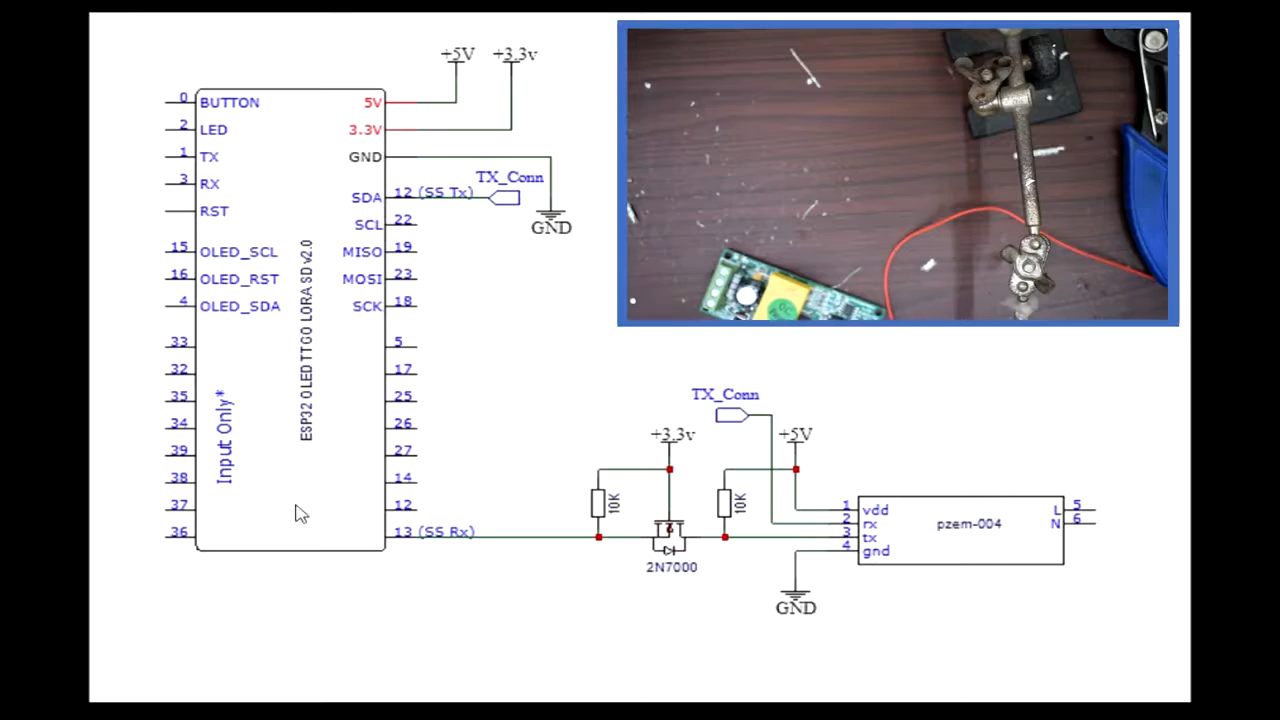 +5V
+3.3v
0 BUTTON
2 LED
1 TX
3 RX
RST
15 OLED_SCL
16 OLED_RST
4 OLED_SDA
33
32
35
34
39
38
37
36
Input Only*
ESP32 OLED TTGO LORA SD v2.0
5V
3.3V
GND
SDA 12 (SS Tx)
TX_Conn
SCL 22
GND
MISO 19
MOSI 23
SCK 18
5
17
25
26
27
14
12
13 (SS Rx)
TX_Conn
+3.3v
+5V
10K
10K
2N7000
1 vdd
2 rx
3 tx
4 gnd
pzem-004
L 5
N 6
GND